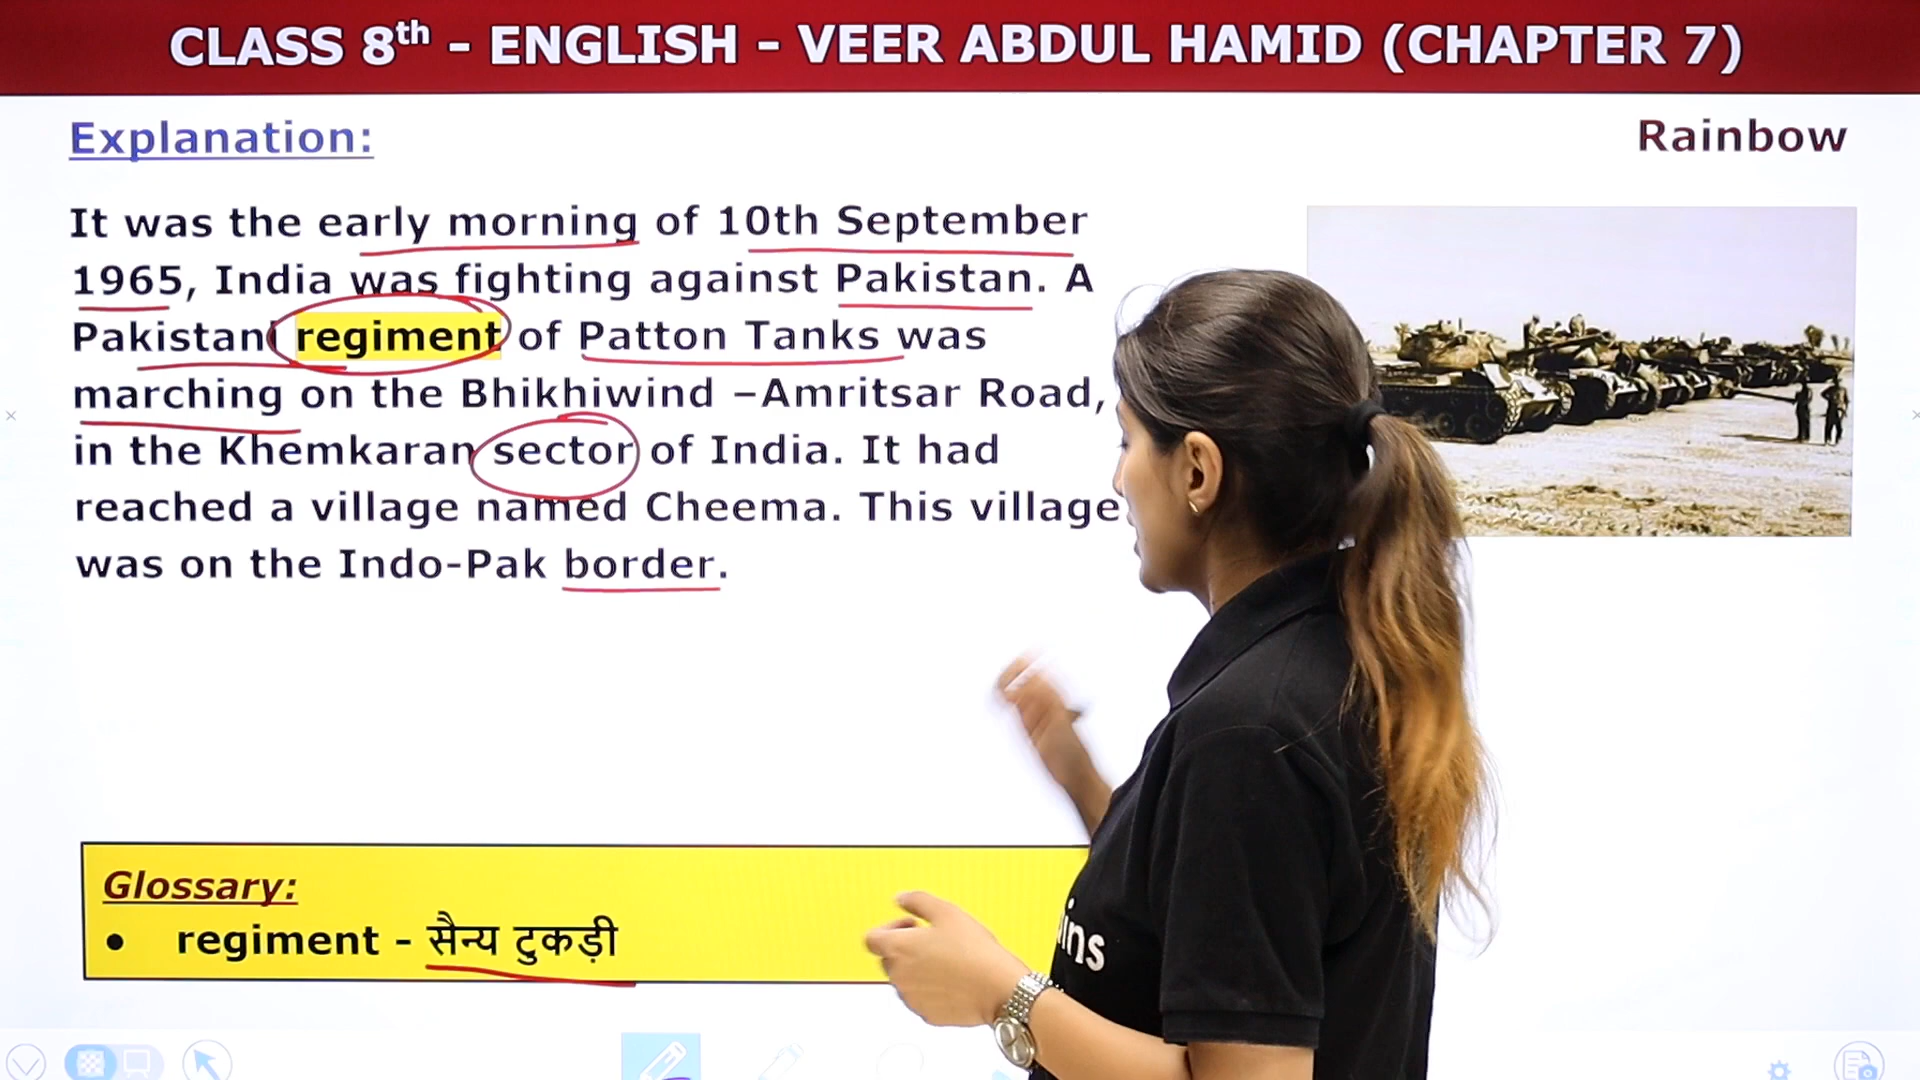 CLASS 8th - ENGLISH - VEER ABDUL HAMID (CHAPTER 7)
Explanation:
Rainbow
It was the early morning of 10th September
1965, India was fighting against Pakistan. A
Pakistani regiment of Patton Tanks was
marching on the Bhikhiwind –Amritsar Road,
in the Khemkaran sector of India. It had
reached a village named Cheema. This village
was on the Indo-Pak border.
Glossary:
• regiment - सैन्य टुकड़ी